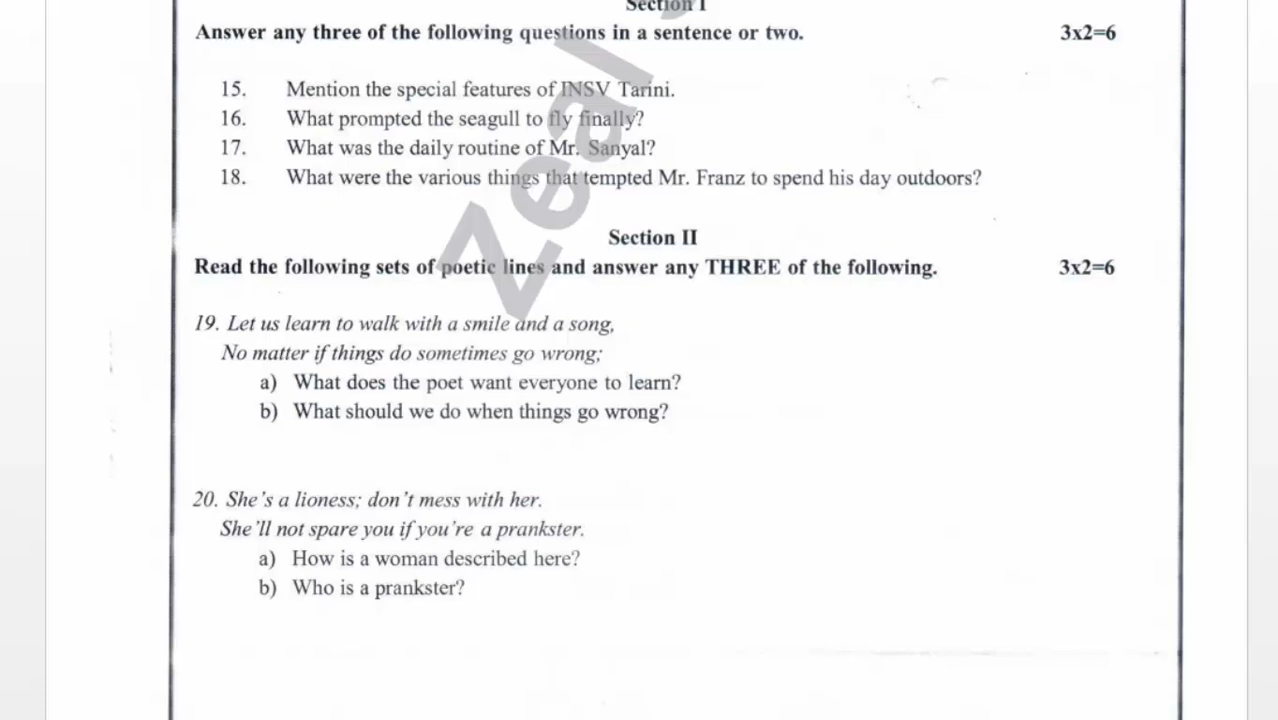 Section I
Answer any three of the following questions in a sentence or two. 3x2=6
15. Mention the special features of INSV Tarini.
16. What prompted the seagull to fly finally?
17. What was the daily routine of Mr. Sanyal?
18. What were the various things that tempted Mr. Franz to spend his day outdoors?
Section II
Read the following sets of poetic lines and answer any THREE of the following. 3x2=6
19. Let us learn to walk with a smile and a song,
No matter if things do sometimes go wrong;
a) What does the poet want everyone to learn?
b) What should we do when things go wrong?
20. She's a lioness; don't mess with her.
She'll not spare you if you're a prankster.
a) How is a woman described here?
b) Who is a prankster?
Zeal